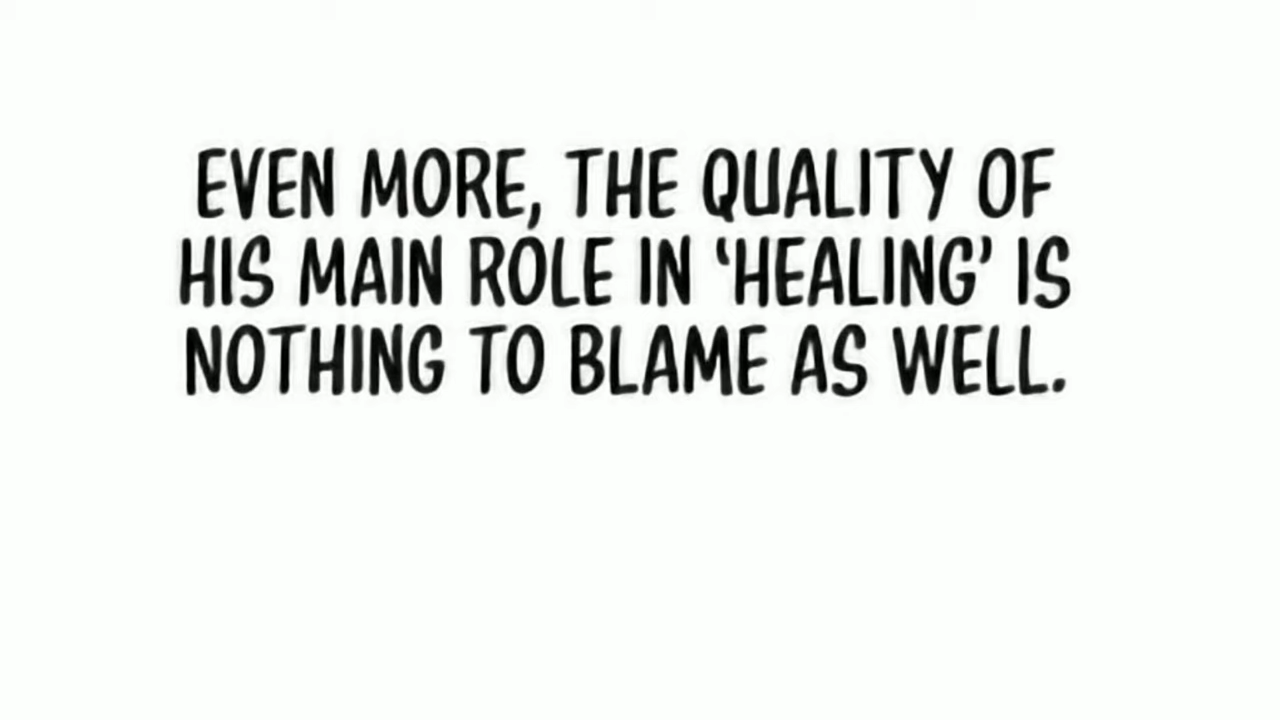 EVEN MORE, THE QUALITY OF
HIS MAIN ROLE IN ‘HEALING’ IS
NOTHING TO BLAME AS WELL.